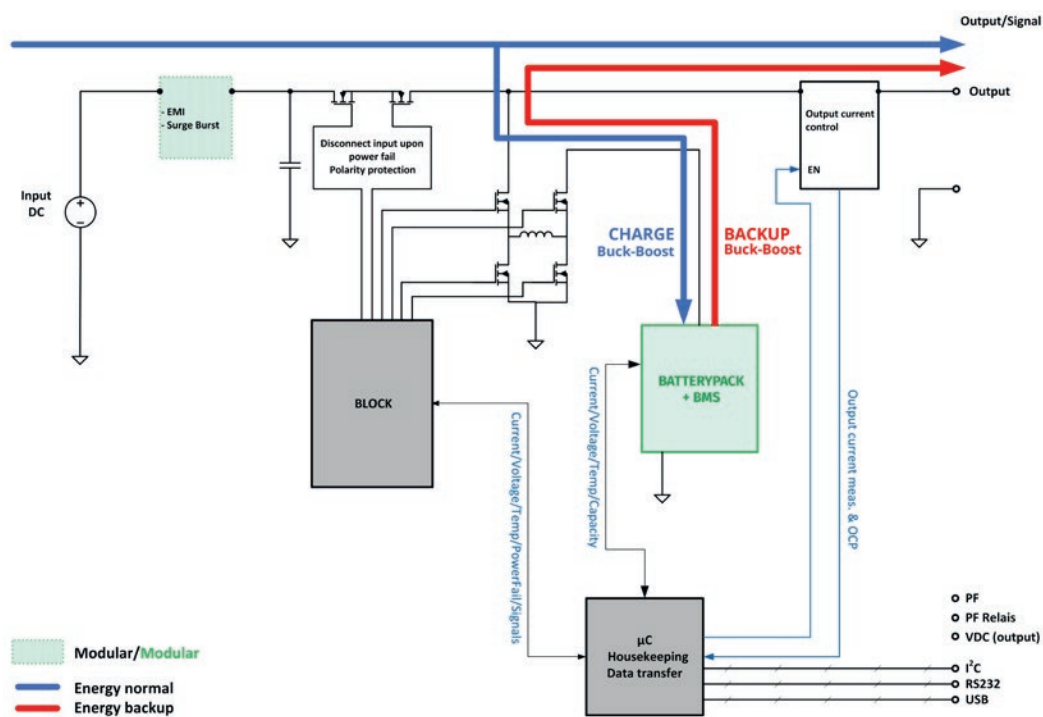 Output/Signal
Output
- EMI
- Surge Burst
Output current
control
EN
Disconnect input upon
power fail
Polarity protection
Input
DC
+
−
CHARGE
Buck-Boost
BACKUP
Buck-Boost
BLOCK
BATTERYPACK
+ BMS
Current/Voltage/Temp/PowerFail/Signals
Current/Voltage/Temp/Capacity
Output current meas. & OCP
µC
Housekeeping
Data transfer
PF
PF Relais
VDC (output)
I²C
RS232
USB
Modular/Modular
Energy normal
Energy backup